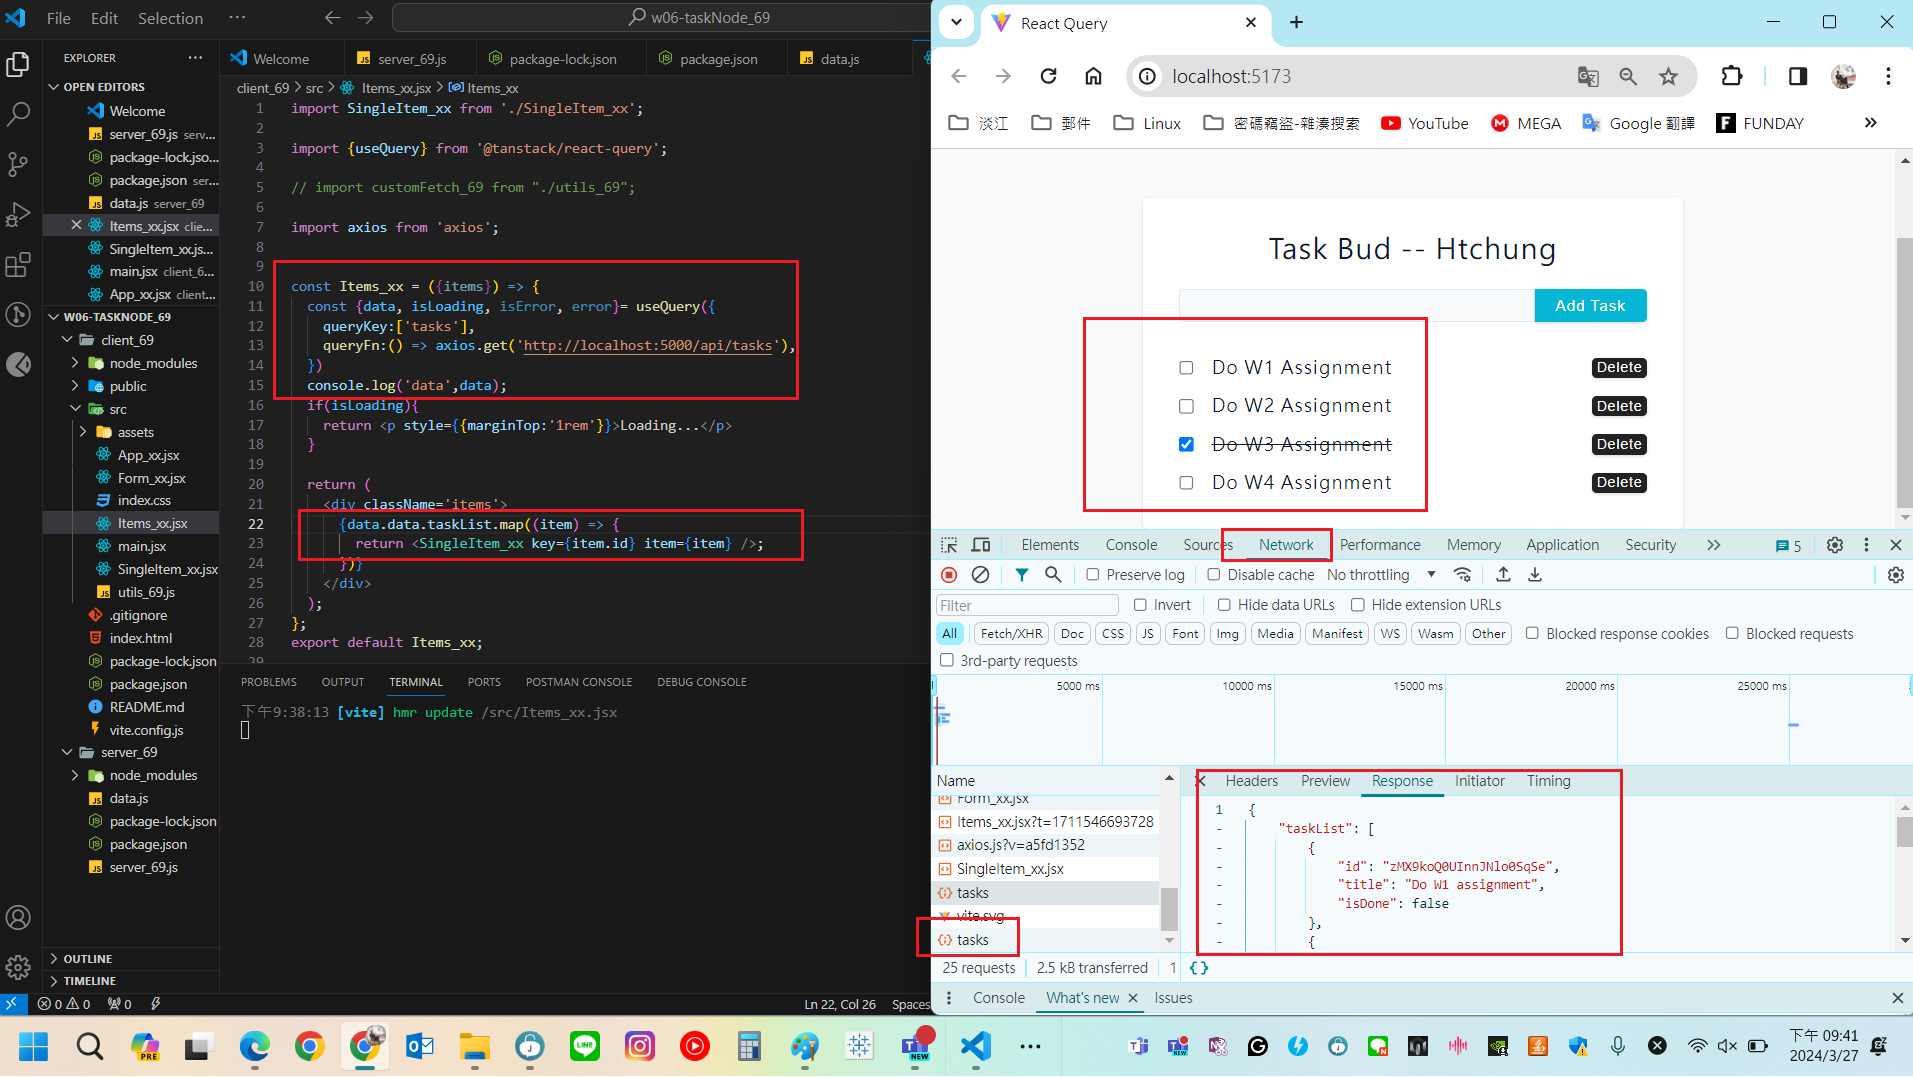 File Edit Selection ··· w06-taskNode_69
EXPLORER ···
OPEN EDITORS
Welcome
server_69.js serv...
package-lock.jso...
package.json ser...
data.js server_69
Items_xx.jsx clie...
SingleItem_xx.js...
main.jsx client_6...
App_xx.jsx client...
W06-TASKNODE_69
client_69
node_modules
public
src
assets
App_xx.jsx
Form_xx.jsx
index.css
Items_xx.jsx
main.jsx
SingleItem_xx.jsx
utils_69.js
.gitignore
index.html
package-lock.json
package.json
README.md
vite.config.js
server_69
node_modules
data.js
package-lock.json
package.json
server_69.js
OUTLINE
TIMELINE
Welcome server_69.js package-lock.json package.json data.js
client_69 > src > Items_xx.jsx > Items_xx
1 import SingleItem_xx from './SingleItem_xx';
2
3 import {useQuery} from '@tanstack/react-query';
4
5 // import customFetch_69 from "./utils_69";
6
7 import axios from 'axios';
8
9
10 const Items_xx = ({items}) => {
11 const {data, isLoading, isError, error}= useQuery({
12 queryKey:['tasks'],
13 queryFn:() => axios.get('http://localhost:5000/api/tasks'),
14 })
15 console.log('data',data);
16 if(isLoading){
17 return <p style={{marginTop:'1rem'}}>Loading...</p>
18 }
19
20 return (
21 <div className='items'>
22 {data.data.taskList.map((item) => {
23 return <SingleItem_xx key={item.id} item={item} />;
24 })}
25 </div>
26 );
27 };
28 export default Items_xx;
29
PROBLEMS OUTPUT TERMINAL PORTS POSTMAN CONSOLE DEBUG CONSOLE
下午9:38:13 [vite] hmr update /src/Items_xx.jsx
0 0 0 Ln 22, Col 26 Spaces
React Query
localhost:5173
淡江 郵件 Linux 密碼竊盜-雜湊搜索 YouTube MEGA Google 翻譯 FUNDAY
Task Bud -- Htchung
Add Task
Do W1 Assignment Delete
Do W2 Assignment Delete
Do W3 Assignment Delete
Do W4 Assignment Delete
Elements Console Sources Network Performance Memory Application Security 5
Preserve log Disable cache No throttling
Filter Invert Hide data URLs Hide extension URLs
All Fetch/XHR Doc CSS JS Font Img Media Manifest WS Wasm Other Blocked response cookies Blocked requests
3rd-party requests
5000 ms 10000 ms 15000 ms 20000 ms 25000 ms
Name
Form_xx.jsx
Items_xx.jsx?t=1711546693728
axios.js?v=a5fd1352
SingleItem_xx.jsx
tasks
vite.svg
tasks
25 requests 2.5 kB transferred 1
Headers Preview Response Initiator Timing
1 {
- "taskList": [
- {
- "id": "zMX9koQ0UInnJNlo0SqSe",
- "title": "Do W1 assignment",
- "isDone": false
- },
- {
{}
Console What's new Issues
PRE LINE NEW NEW
下午 09:41
2024/3/27